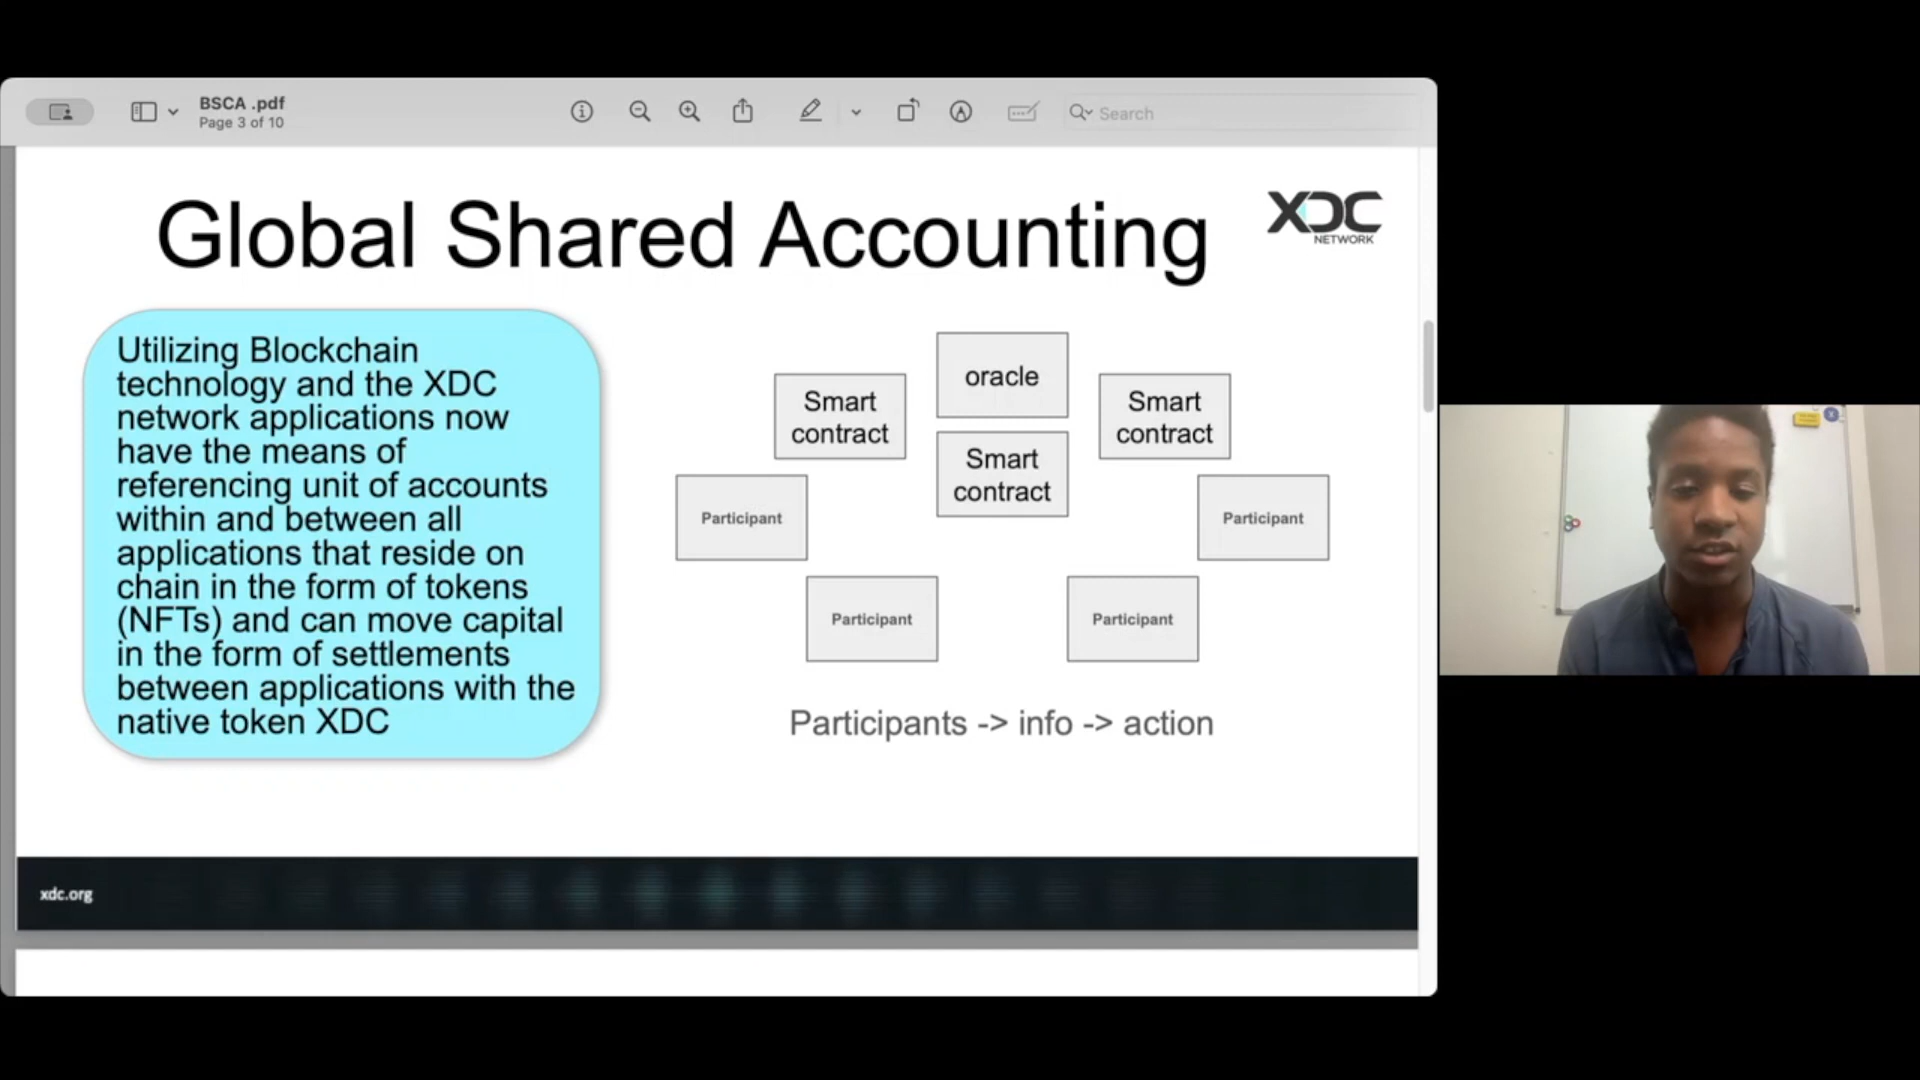 BSCA .pdf
Page 3 of 10
Search
Global Shared Accounting
XDC
NETWORK
Utilizing Blockchain
technology and the XDC
network applications now
have the means of
referencing unit of accounts
within and between all
applications that reside on
chain in the form of tokens
(NFTs) and can move capital
in the form of settlements
between applications with the
native token XDC
oracle
Smart
contract
Smart
contract
Smart
contract
Participant
Participant
Participant
Participant
Participants -> info -> action
xdc.org